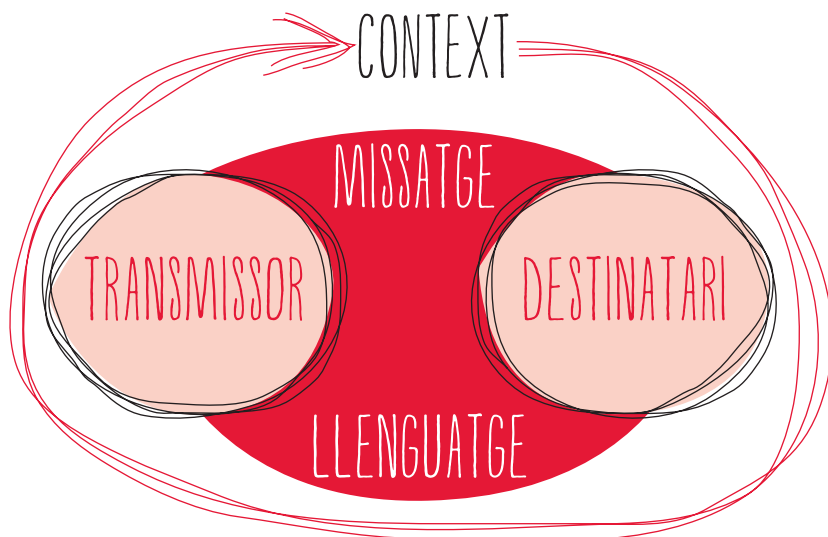 CONTEXT
MISSATGE
TRANSMISSOR
DESTINATARI
LLENGUATGE